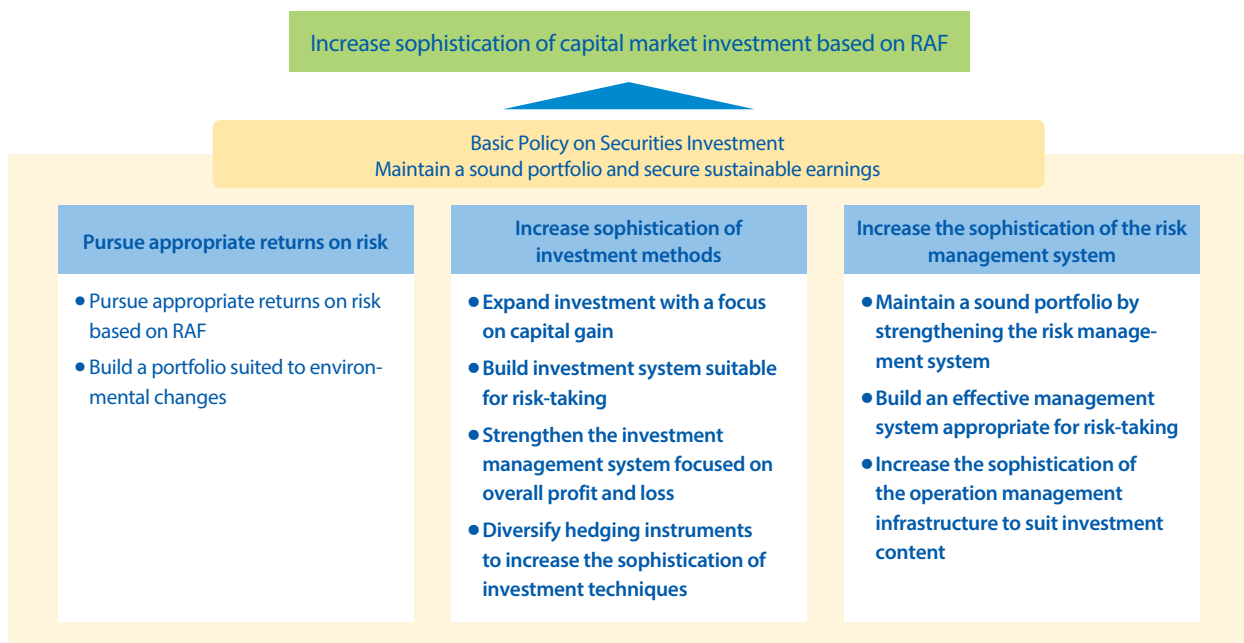 Increase sophistication of capital market investment based on RAF
Basic Policy on Securities Investment
Maintain a sound portfolio and secure sustainable earnings
Pursue appropriate returns on risk
● Pursue appropriate returns on risk
based on RAF
● Build a portfolio suited to environ-
mental changes
Increase sophistication of
investment methods
● Expand investment with a focus
on capital gain
● Build investment system suitable
for risk-taking
● Strengthen the investment
management system focused on
overall profit and loss
● Diversify hedging instruments
to increase the sophistication of
investment techniques
Increase the sophistication of the risk
management system
● Maintain a sound portfolio by
strengthening the risk manage-
ment system
● Build an effective management
system appropriate for risk-taking
● Increase the sophistication of
the operation management
infrastructure to suit investment
content